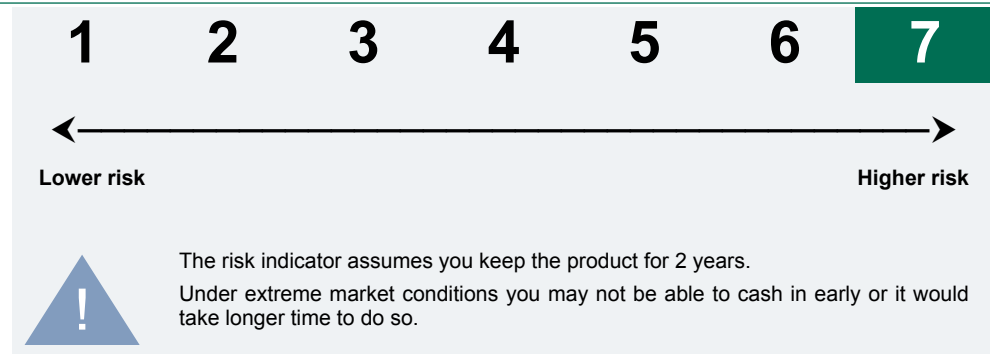 1 2 3 4 5 6 7
Lower risk Higher risk
The risk indicator assumes you keep the product for 2 years.
Under extreme market conditions you may not be able to cash in early or it would
take longer time to do so.
!